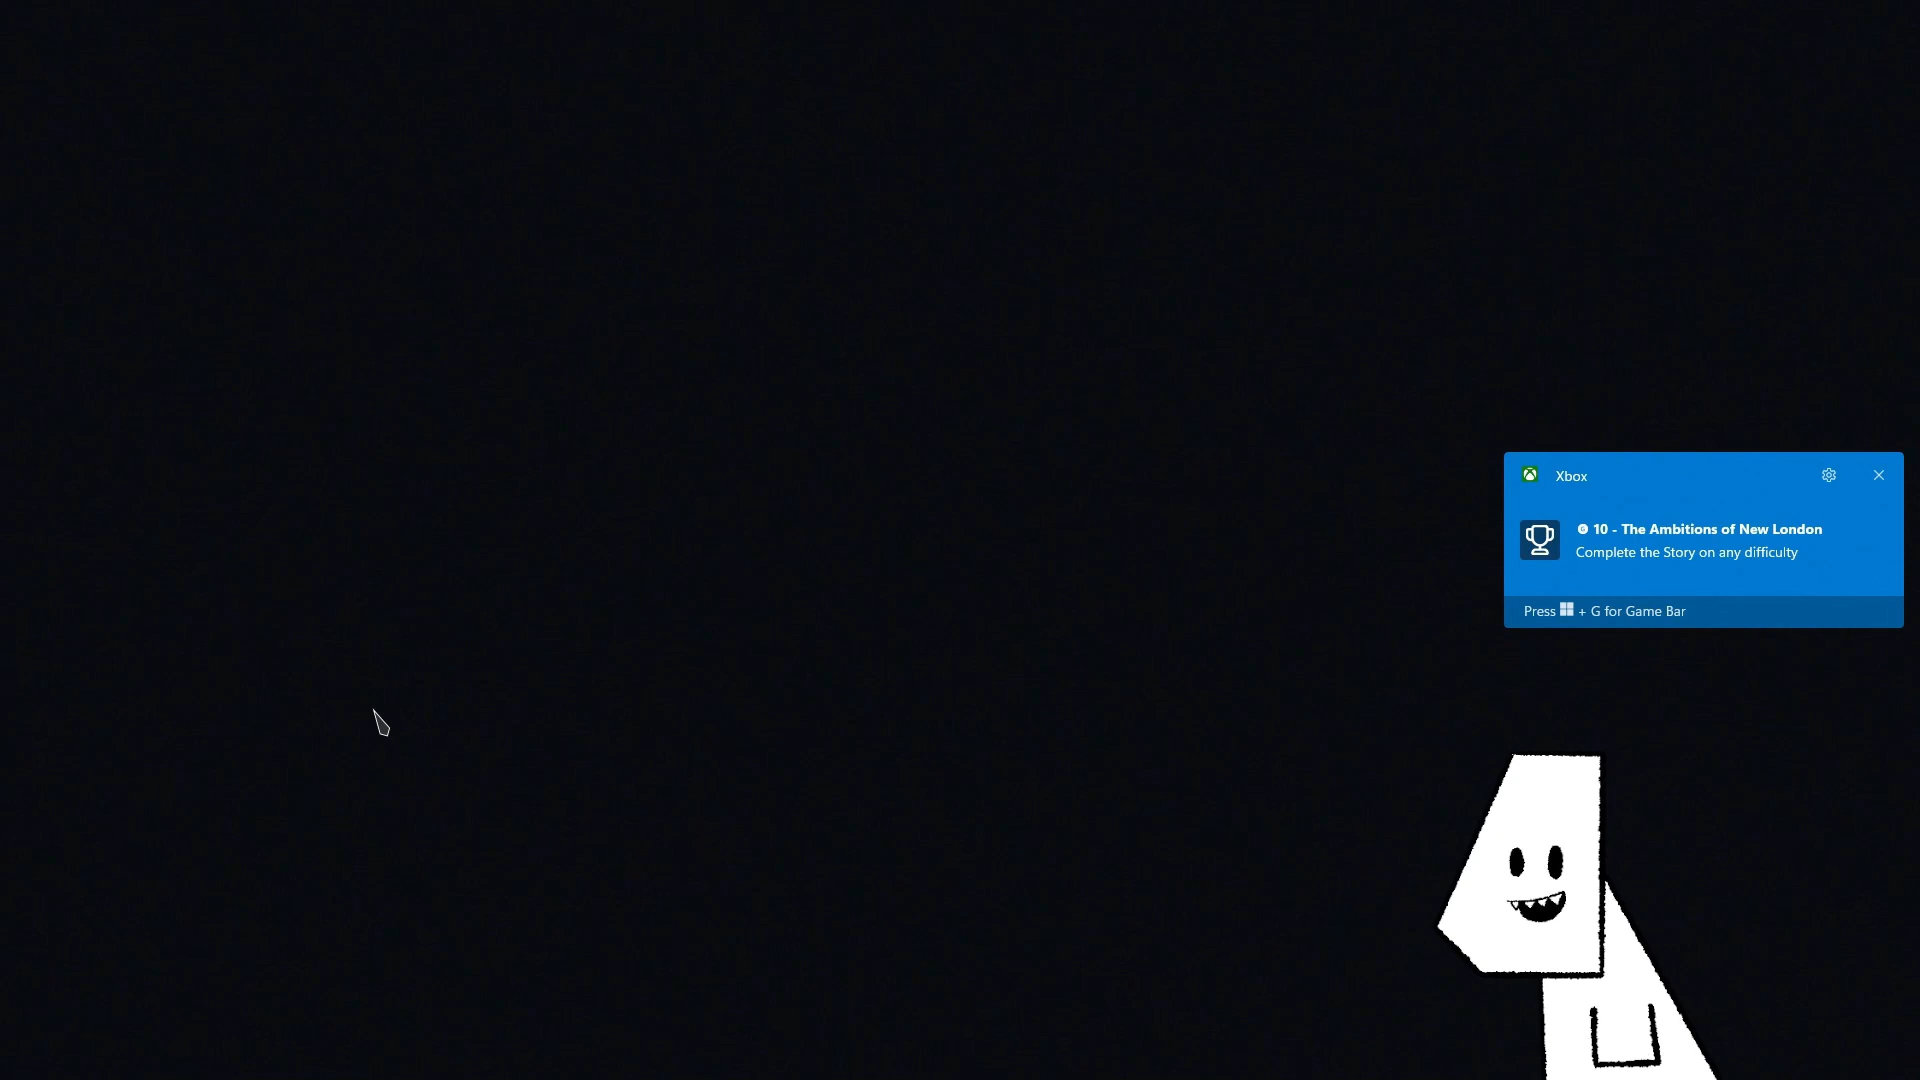 Xbox
G 10 - The Ambitions of New London
Complete the Story on any difficulty
Press + G for Game Bar